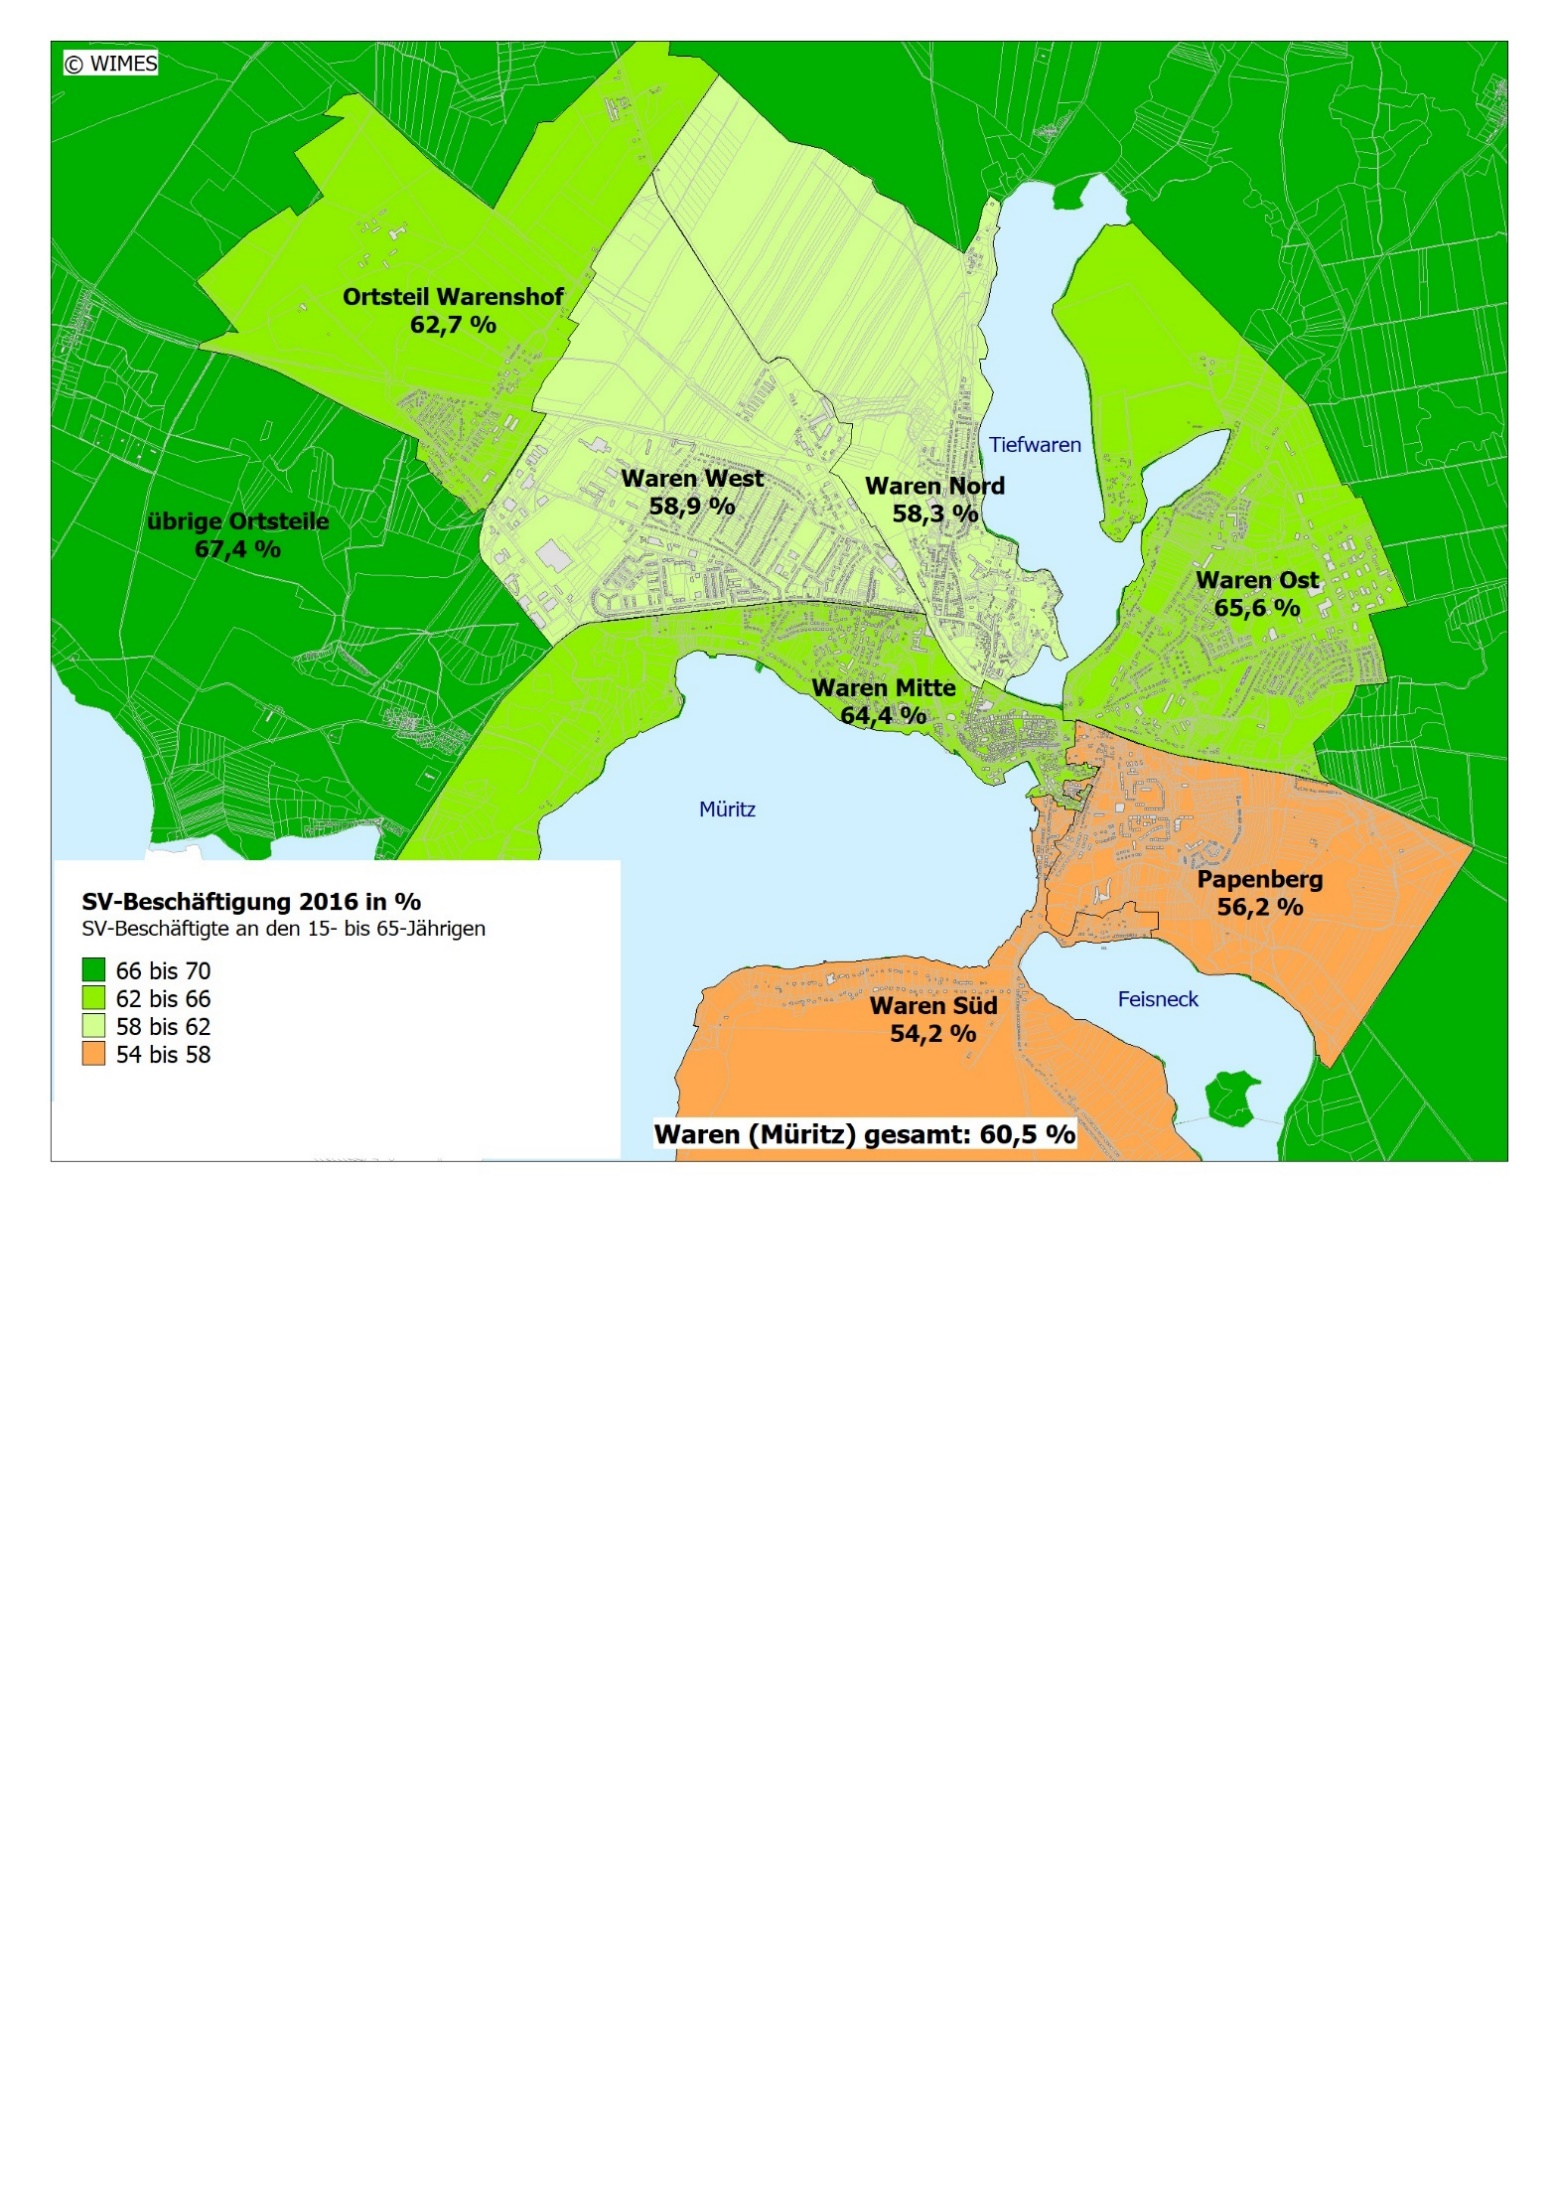 © WIMES
Ortsteil Warenshof
62,7 %
Tiefwaren
Waren West
58,9 %
Waren Nord
58,3 %
übrige Ortsteile
67,4 %
Waren Ost
65,6 %
Waren Mitte
64,4 %
Müritz
Papenberg
56,2 %
SV-Beschäftigung 2016 in %
SV-Beschäftigte an den 15- bis 65-Jährigen
66 bis 70
62 bis 66
58 bis 62
54 bis 58
Feisneck
Waren Süd
54,2 %
Waren (Müritz) gesamt: 60,5 %